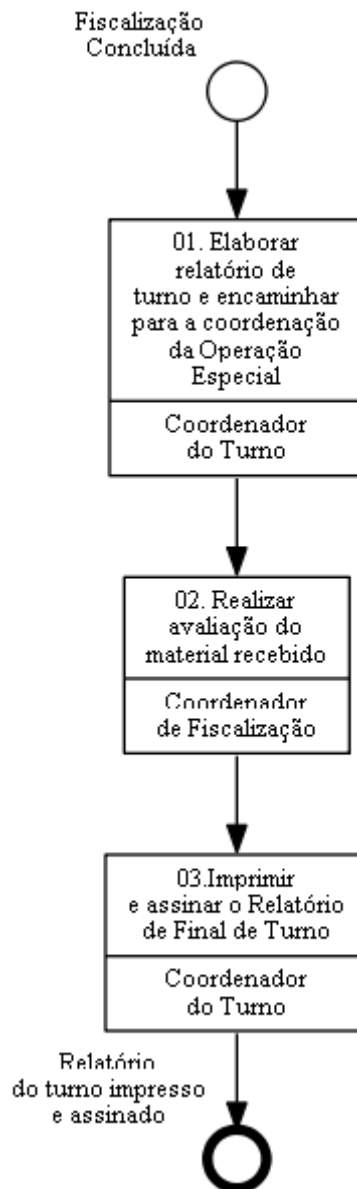 Fiscalização
Concluída
01. Elaborar
relatório de
turno e encaminhar
para a coordenação
da Operação
Especial
Coordenador
do Turno
02. Realizar
avaliação do
material recebido
Coordenador
de Fiscalização
03.Imprimir
e assinar o Relatório
de Final de Turno
Coordenador
do Turno
Relatório
do turno impresso
e assinado